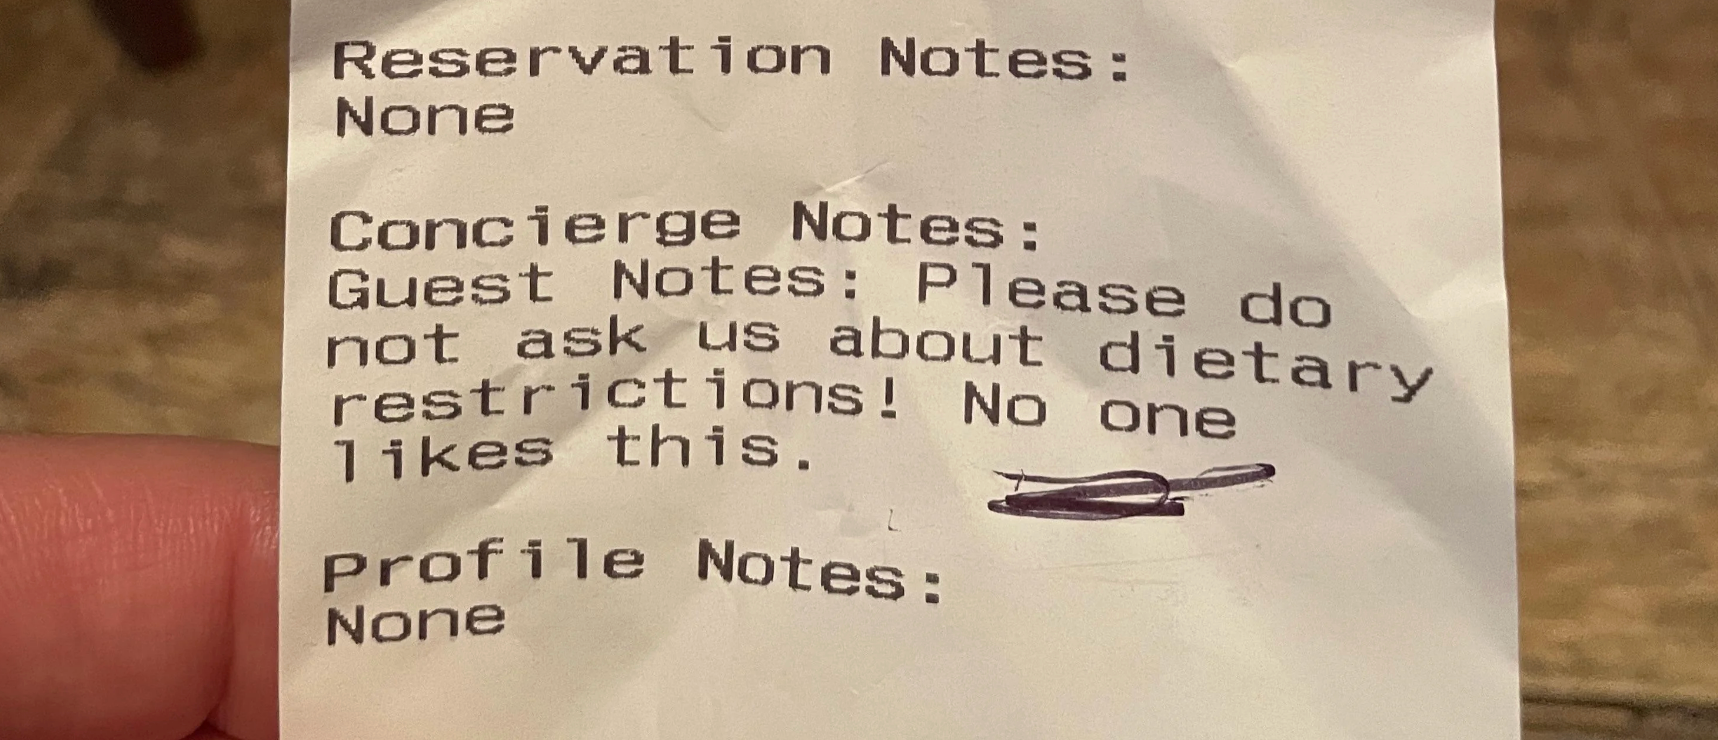 Reservation Notes:
None
Concierge Notes:
Guest Notes: Please do
not ask us about dietary
restrictions! No one
likes this.
Profile Notes:
None